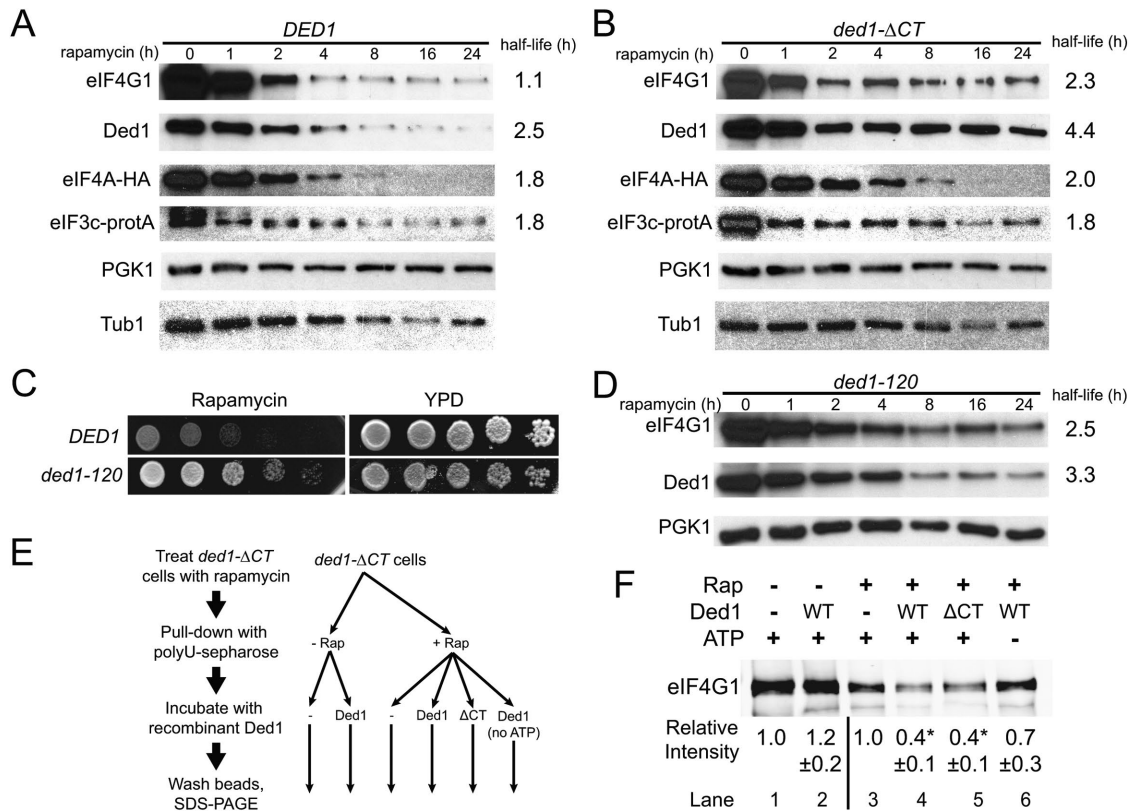 A
DED1
rapamycin (h) 0 1 2 4 8 16 24 half-life (h)
eIF4G1 1.1
Ded1 2.5
eIF4A-HA 1.8
eIF3c-protA 1.8
PGK1
Tub1
B
ded1-ΔCT
rapamycin (h) 0 1 2 4 8 16 24 half-life (h)
eIF4G1 2.3
Ded1 4.4
eIF4A-HA 2.0
eIF3c-protA 1.8
PGK1
Tub1
C
Rapamycin YPD
DED1
ded1-120
D
ded1-120
rapamycin (h) 0 1 2 4 8 16 24 half-life (h)
eIF4G1 2.5
Ded1 3.3
PGK1
E
Treat ded1-ΔCT
cells with rapamycin
Pull-down with
polyU-sepharose
Incubate with
recombinant Ded1
Wash beads,
SDS-PAGE
ded1-ΔCT cells
- Rap + Rap
- Ded1 - Ded1 ΔCT Ded1
(no ATP)
F
Rap - - + + + +
Ded1 - WT - WT ΔCT WT
ATP + + + + + -
eIF4G1
Relative
Intensity
1.0 1.2 1.0 0.4* 0.4* 0.7
±0.2 ±0.1 ±0.1 ±0.3
Lane 1 2 3 4 5 6